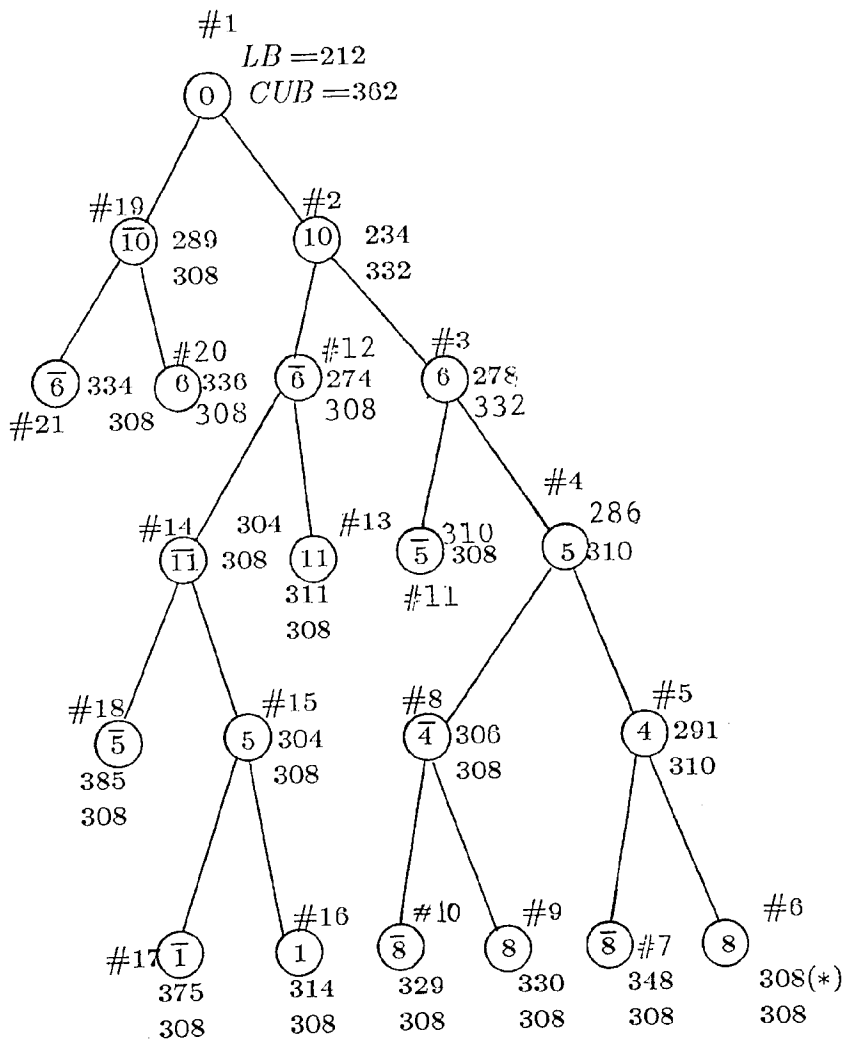 #1
LB=212
0 CUB=362
#19 #2
1̅0̅ 289 10 234
308 332
#20 #12 #3
6̅ 334 6 336 6̅ 274 6 278
#21 308 308 308 332
#4
286
#14 304 #13 310
1̅1̅ 308 11 5̅ 308 5 310
311 #11
308
#18 #15 #8 #5
5̅ 5 304 4̅ 306 4 291
385 308 308 310
308
#16 #10 #9 #6
#17 1̅ 1 8̅ 8 8̅ #7 8
375 314 329 330 348 308(*)
308 308 308 308 308 308